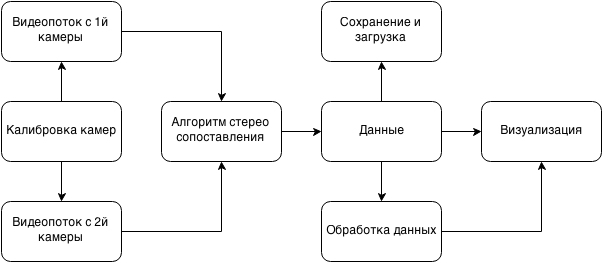 Видеопоток с 1й
камеры
Сохранение и
загрузка
Калибровка камер
Алгоритм стерео
сопоставления
Данные
Визуализация
Видеопоток с 2й
камеры
Обработка данных